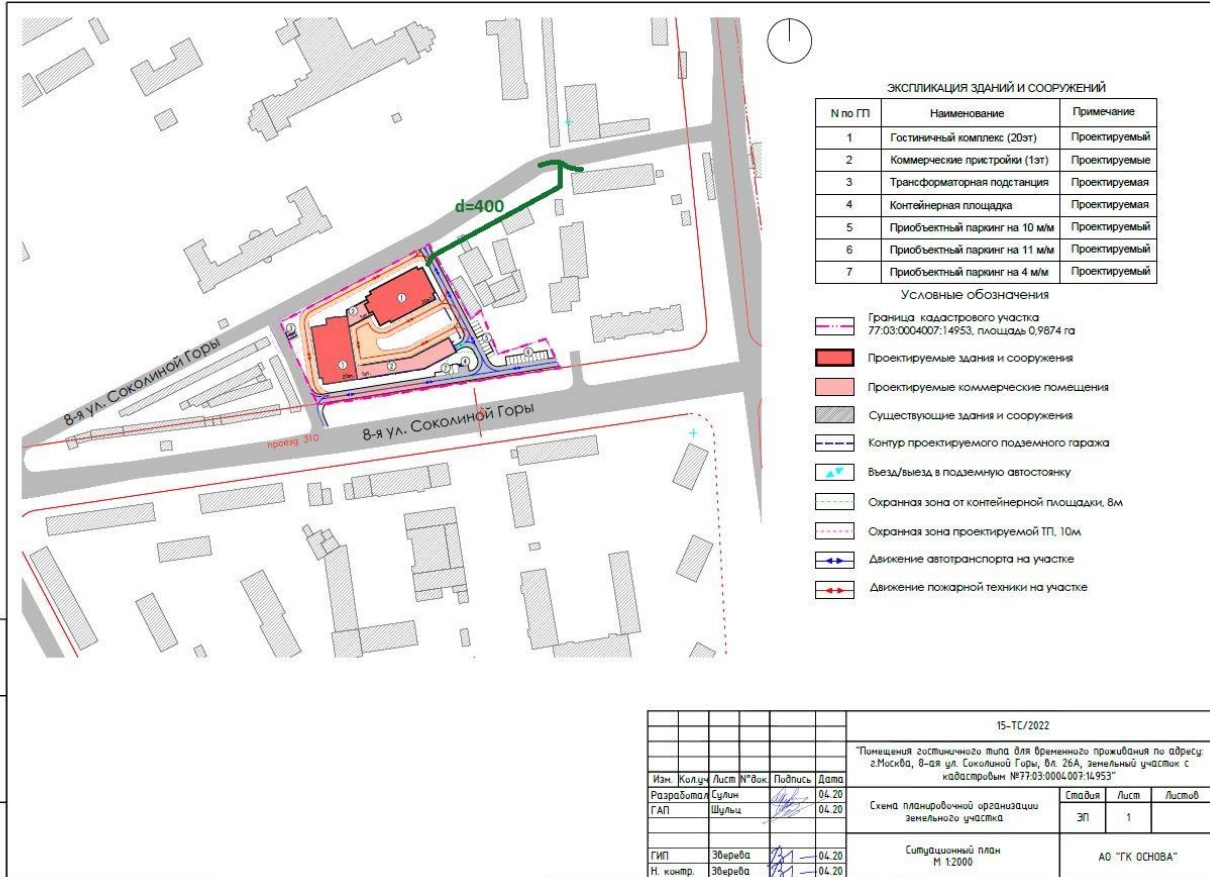 d=400
8-я ул. Соколиной Горы
8-я ул. Соколиной Горы
проезд 310
ЭКСПЛИКАЦИЯ ЗДАНИЙ И СООРУЖЕНИЙ
N по ГП Наименование Примечание
1 Гостиничный комплекс (20эт) Проектируемый
2 Коммерческие пристройки (1эт) Проектируемые
3 Трансформаторная подстанция Проектируемая
4 Контейнерная площадка Проектируемая
5 Приобъектный паркинг на 10 м/м Проектируемый
6 Приобъектный паркинг на 11 м/м Проектируемый
7 Приобъектный паркинг на 4 м/м Проектируемый
Условные обозначения
Граница кадастрового участка
77:03:0004007:14953, площадь 0,9874 га
Проектируемые здания и сооружения
Проектируемые коммерческие помещения
Существующие здания и сооружения
Контур проектируемого подземного гаража
Въезд/выезд в подземную автостоянку
Охранная зона от контейнерной площадки, 8м
Охранная зона проектируемой ТП, 10м
Движение автотранспорта на участке
Движение пожарной техники на участке
15-ТС/2022
"Помещения гостиничного типа для временного проживания по адресу:
г.Москва, 8-ая ул. Соколиной Горы, вл. 26А, земельный участок с
кадастровым №77:03:0004007:14953"
Изм. Кол.уч Лист N°док. Подпись Дата
Разработал Сулин 04.20
ГАП Шульц 04.20
ГИП Зверева 04.20
Н. контр. Зверева 04.20
Схема планировочной организации
земельного участка
Стадия Лист Листов
ЭП 1
Ситуационный план
М 1:2000
АО "ГК ОСНОВА"